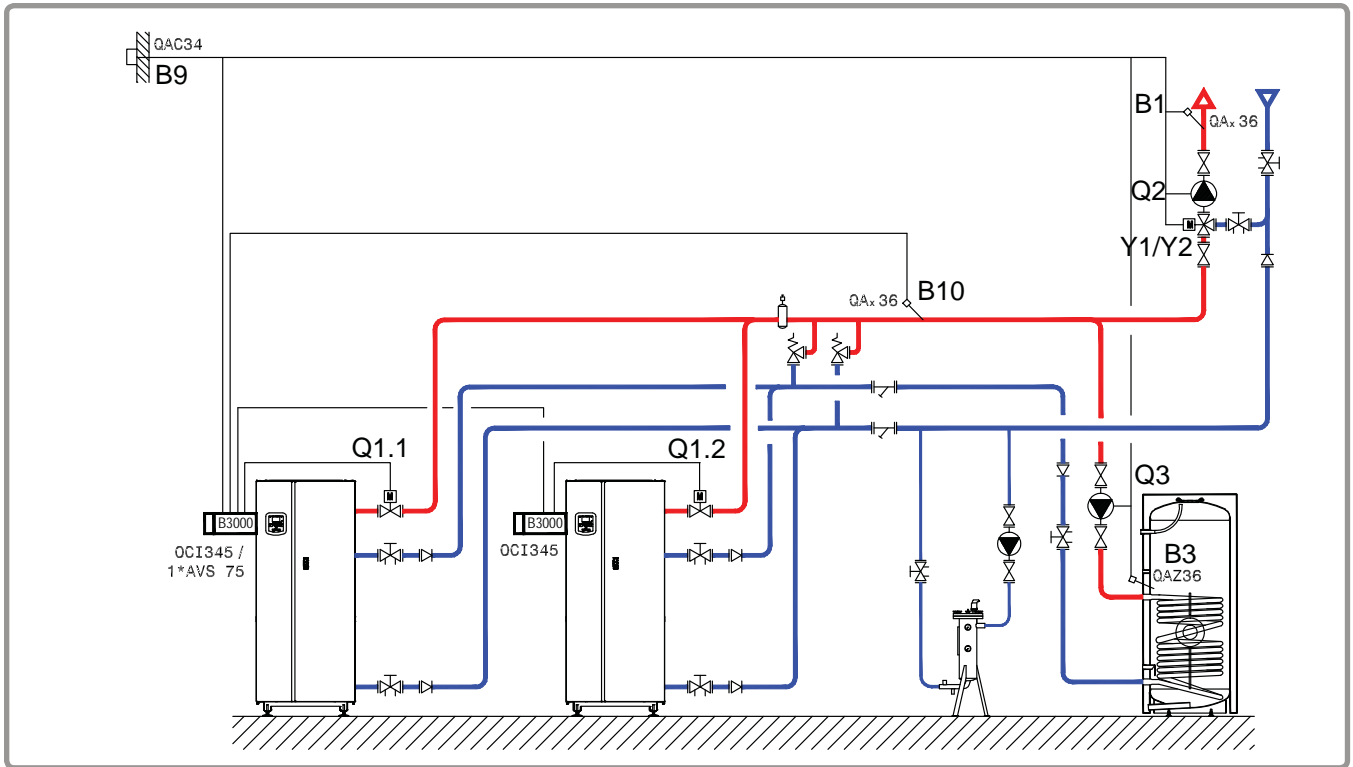 QAC34
B9
B1
QAx 36
Q2
Y1/Y2
B10
QAx 36
Q1.1
Q1.2
Q3
M
M
M
B3000
B3000
OCI345 /
1*AVS 75
OCI345
B3
QAZ36